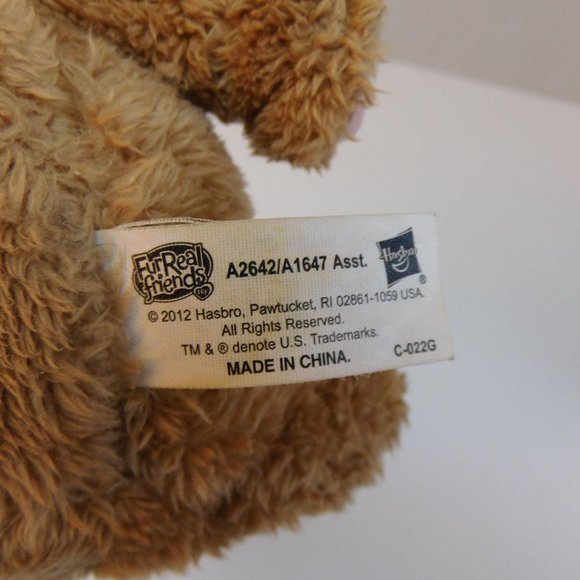 FurReal
friends
A2642/A1647 Asst.
Hasbro
© 2012 Hasbro, Pawtucket, RI 02861-1059 USA.
All Rights Reserved.
TM & ® denote U.S. Trademarks.
MADE IN CHINA.
C-022G